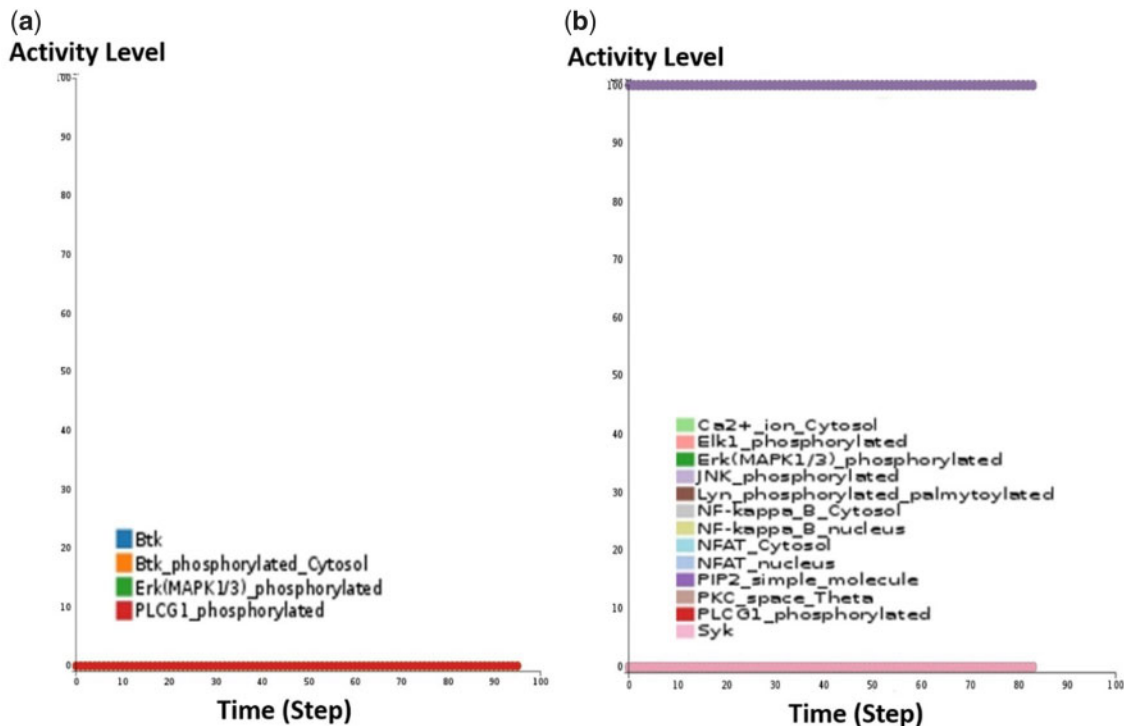 (a)
Activity Level
100
90
80
70
60
50
40
30
20
10
0
Btk
Btk_phosphorylated_Cytosol
Erk(MAPK1/3)_phosphorylated
PLCG1_phosphorylated
0 10 20 30 40 50 60 70 80 90 100
Time (Step)
(b)
Activity Level
100
90
80
70
60
50
40
30
20
10
0
Ca2+_ion_Cytosol
Elk1_phosphorylated
Erk(MAPK1/3)_phosphorylated
JNK_phosphorylated
Lyn_phosphorylated_palmytoylated
NF-kappa_B_Cytosol
NF-kappa_B_nucleus
NFAT_Cytosol
NFAT_nucleus
PIP2_simple_molecule
PKC_space_Theta
PLCG1_phosphorylated
Syk
0 10 20 30 40 50 60 70 80 90 100
Time (Step)